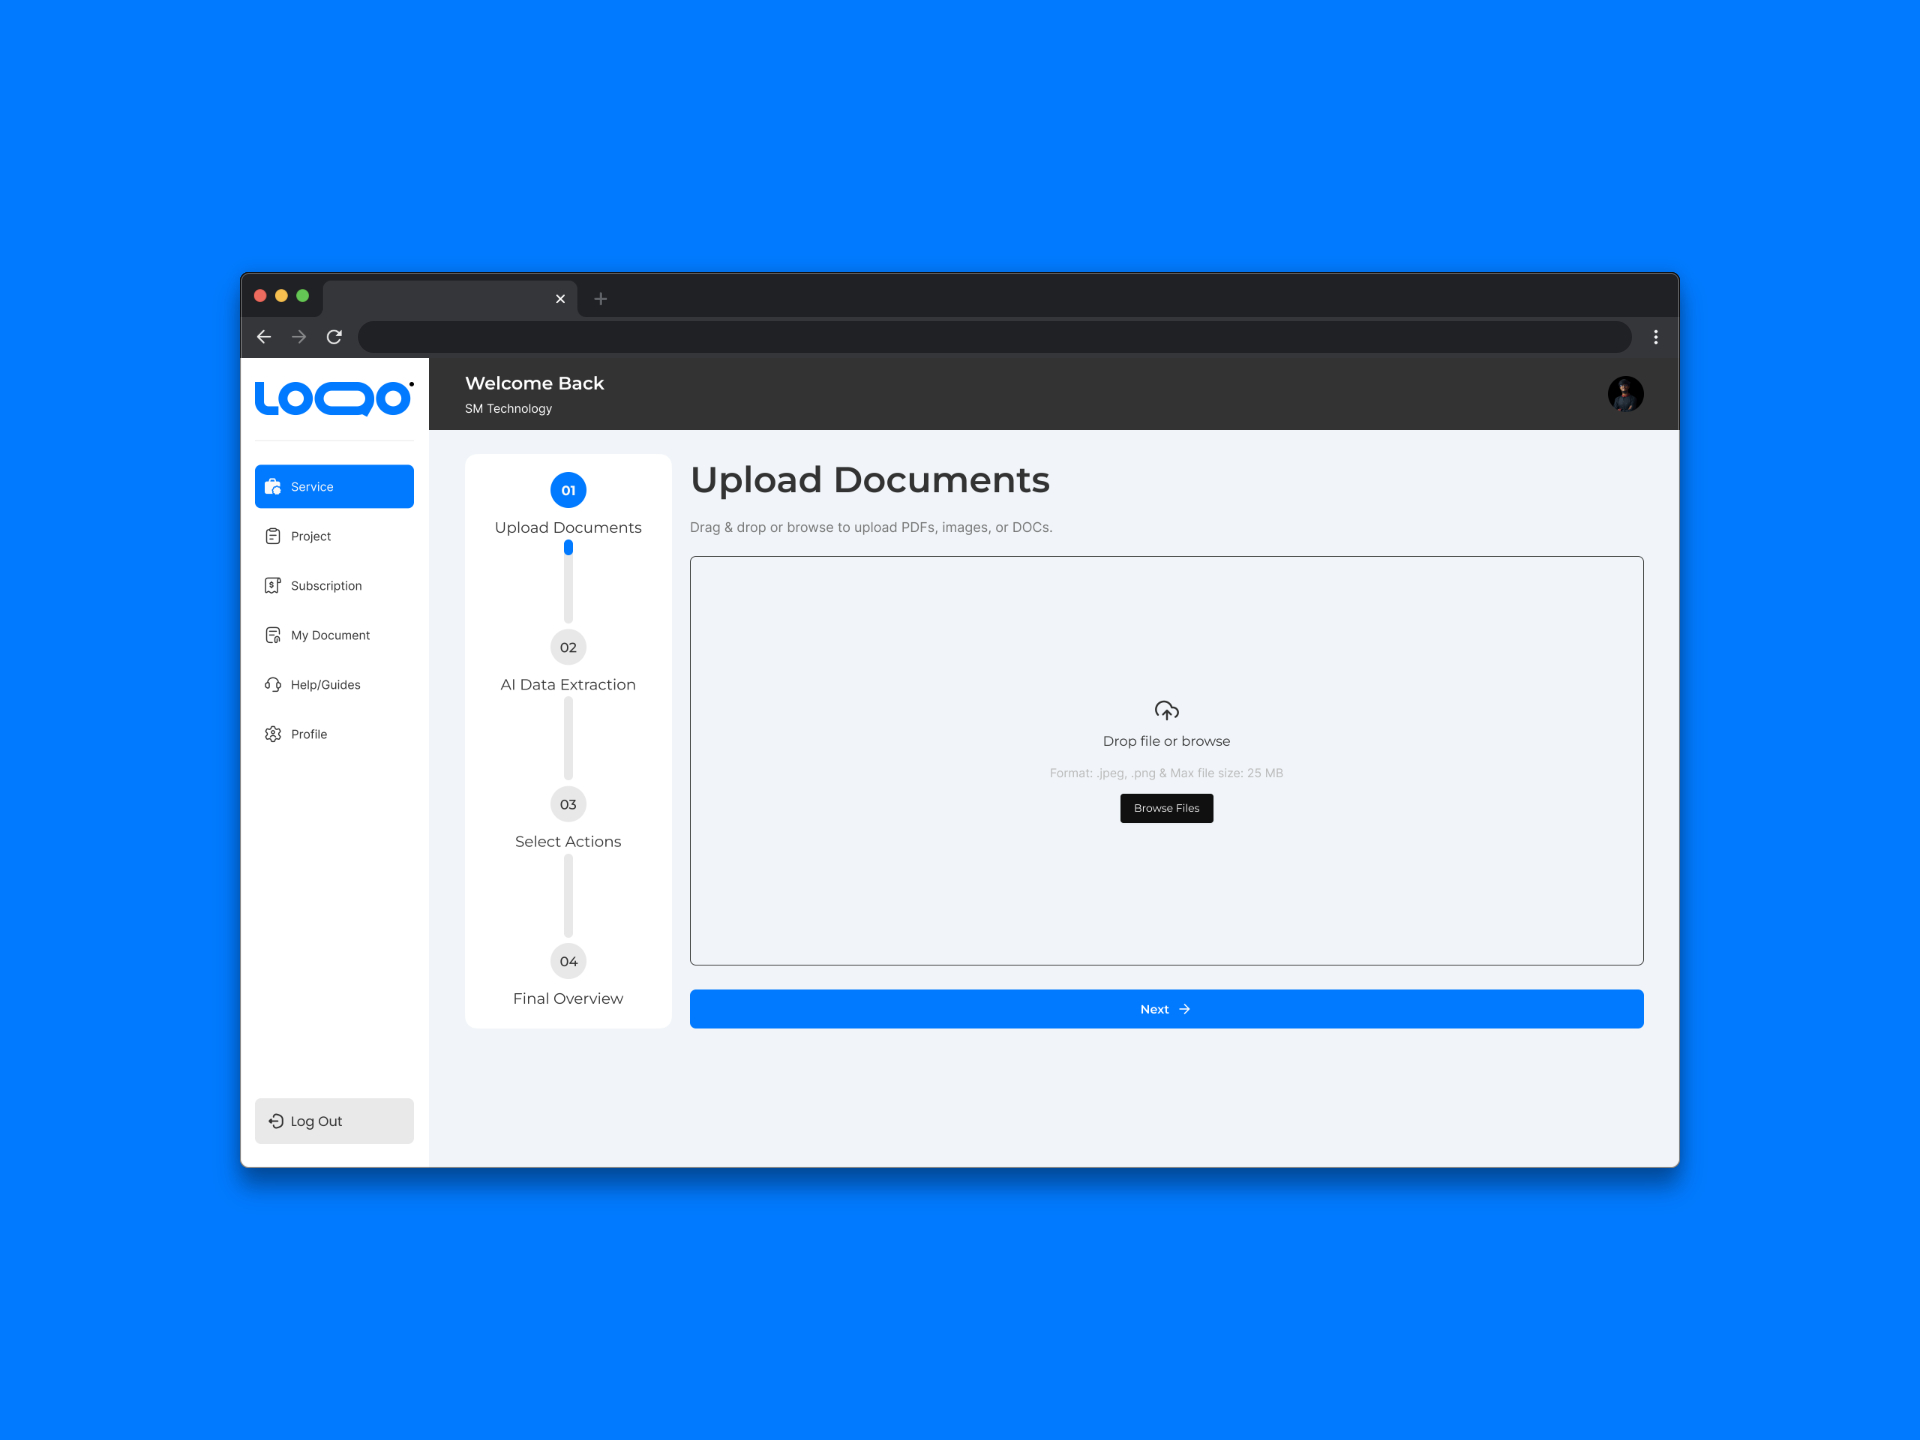 LOQO
Welcome Back
SM Technology
Service
Project
Subscription
My Document
Help/Guides
Profile
Log Out
01
Upload Documents
02
AI Data Extraction
03
Select Actions
04
Final Overview
Upload Documents
Drag & drop or browse to upload PDFs, images, or DOCs.
Drop file or browse
Format: .jpeg, .png & Max file size: 25 MB
Browse Files
Next